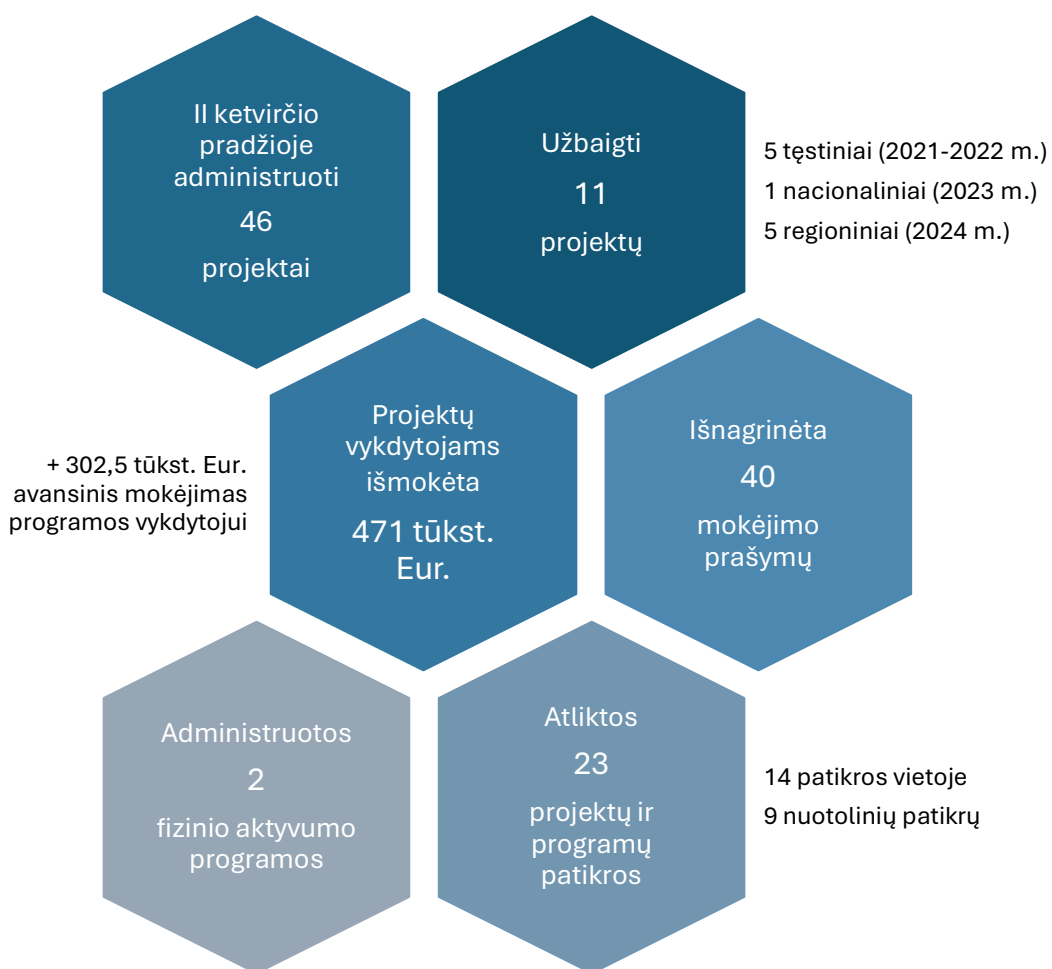 II ketvirčio
pradžioje
administruoti
46
projektai
Užbaigti
11
projektų
5 tęstiniai (2021-2022 m.)
1 nacionaliniai (2023 m.)
5 regioniniai (2024 m.)
+ 302,5 tūkst. Eur.
avansinis mokėjimas
programos vykdytojui
Projektų
vykdytojams
išmokėta
471 tūkst.
Eur.
Išnagrinėta
40
mokėjimo
prašymų
Administruotos
2
fizinio aktyvumo
programos
Atliktos
23
projektų ir
programų
patikros
14 patikros vietoje
9 nuotolinių patikrų